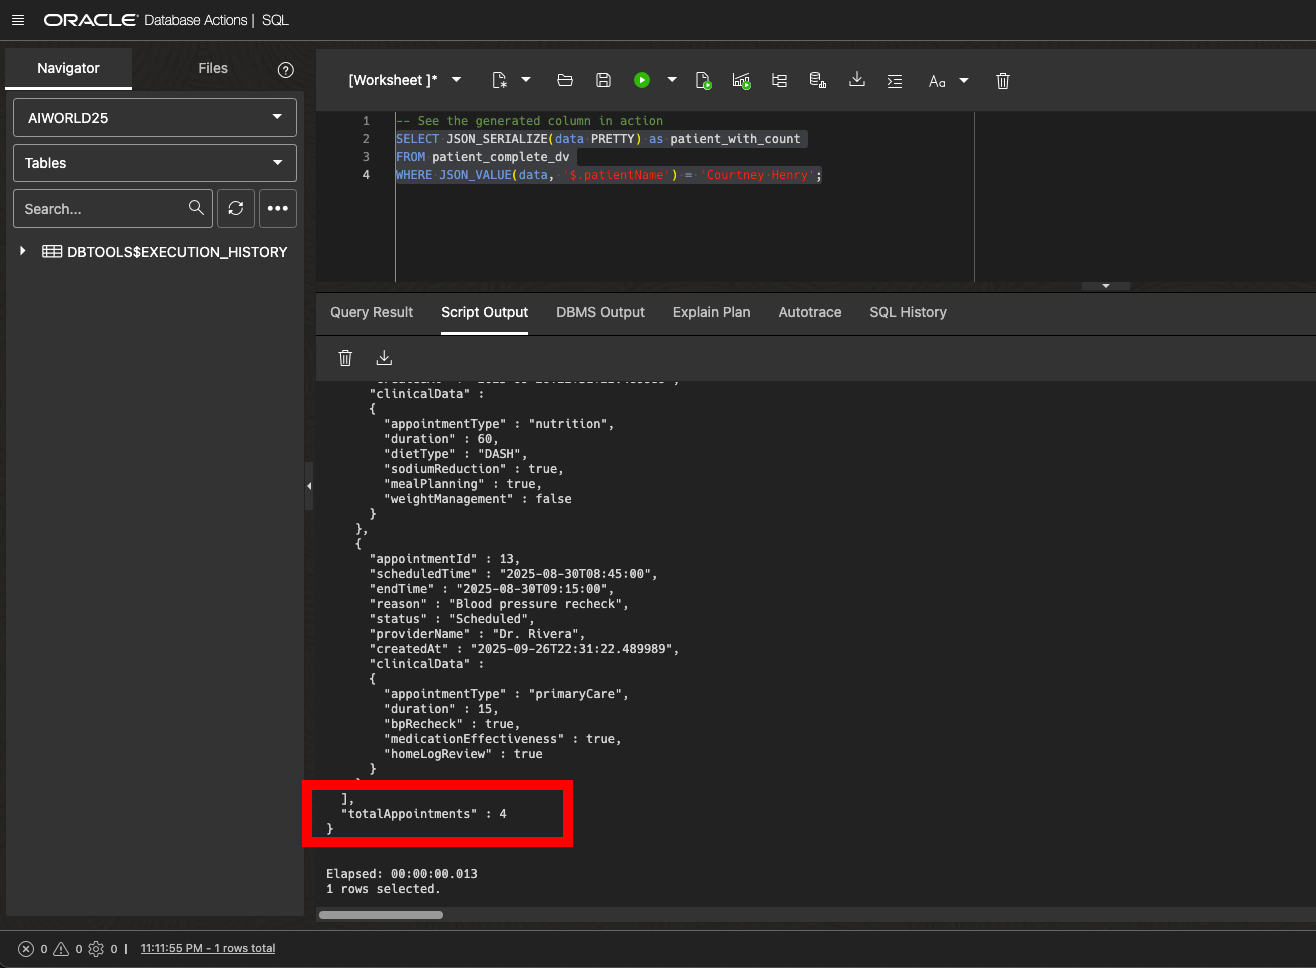 ORACLE Database Actions | SQL
Navigator
Files
AIWORLD25
Tables
Search...
DBTOOLS$EXECUTION_HISTORY
[Worksheet ]*
Aa
1 -- See the generated column in action
2 SELECT JSON_SERIALIZE(data PRETTY) as patient_with_count
3 FROM patient_complete_dv
4 WHERE JSON_VALUE(data, '$.patientName') = 'Courtney Henry';
Query Result Script Output DBMS Output Explain Plan Autotrace SQL History
"clinicalData" :
{
"appointmentType" : "nutrition",
"duration" : 60,
"dietType" : "DASH",
"sodiumReduction" : true,
"mealPlanning" : true,
"weightManagement" : false
}
},
{
"appointmentId" : 13,
"scheduledTime" : "2025-08-30T08:45:00",
"endTime" : "2025-08-30T09:15:00",
"reason" : "Blood pressure recheck",
"status" : "Scheduled",
"providerName" : "Dr. Rivera",
"createdAt" : "2025-09-26T22:31:22.489989",
"clinicalData" :
{
"appointmentType" : "primaryCare",
"duration" : 15,
"bpRecheck" : true,
"medicationEffectiveness" : true,
"homeLogReview" : true
}
],
"totalAppointments" : 4
}
Elapsed: 00:00:00.013
1 rows selected.
0 0 0 | 11:11:55 PM - 1 rows total